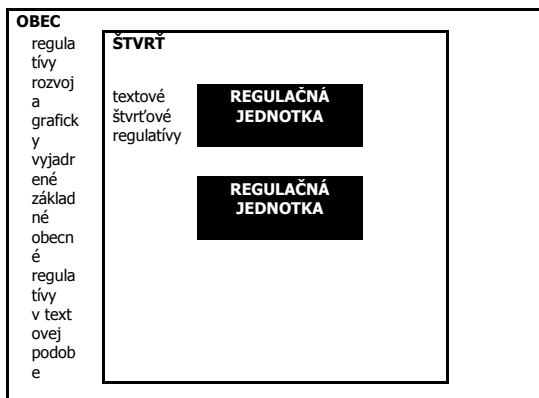 OBEC
regula
tívy
rozvoj
a
grafick
y
vyjadr
ené
základ
né
obecn
é
regula
tívy
v text
ovej
podob
e
ŠTVRŤ
textové
štvrťové
regulatívy
REGULAČNÁ
JEDNOTKA
REGULAČNÁ
JEDNOTKA